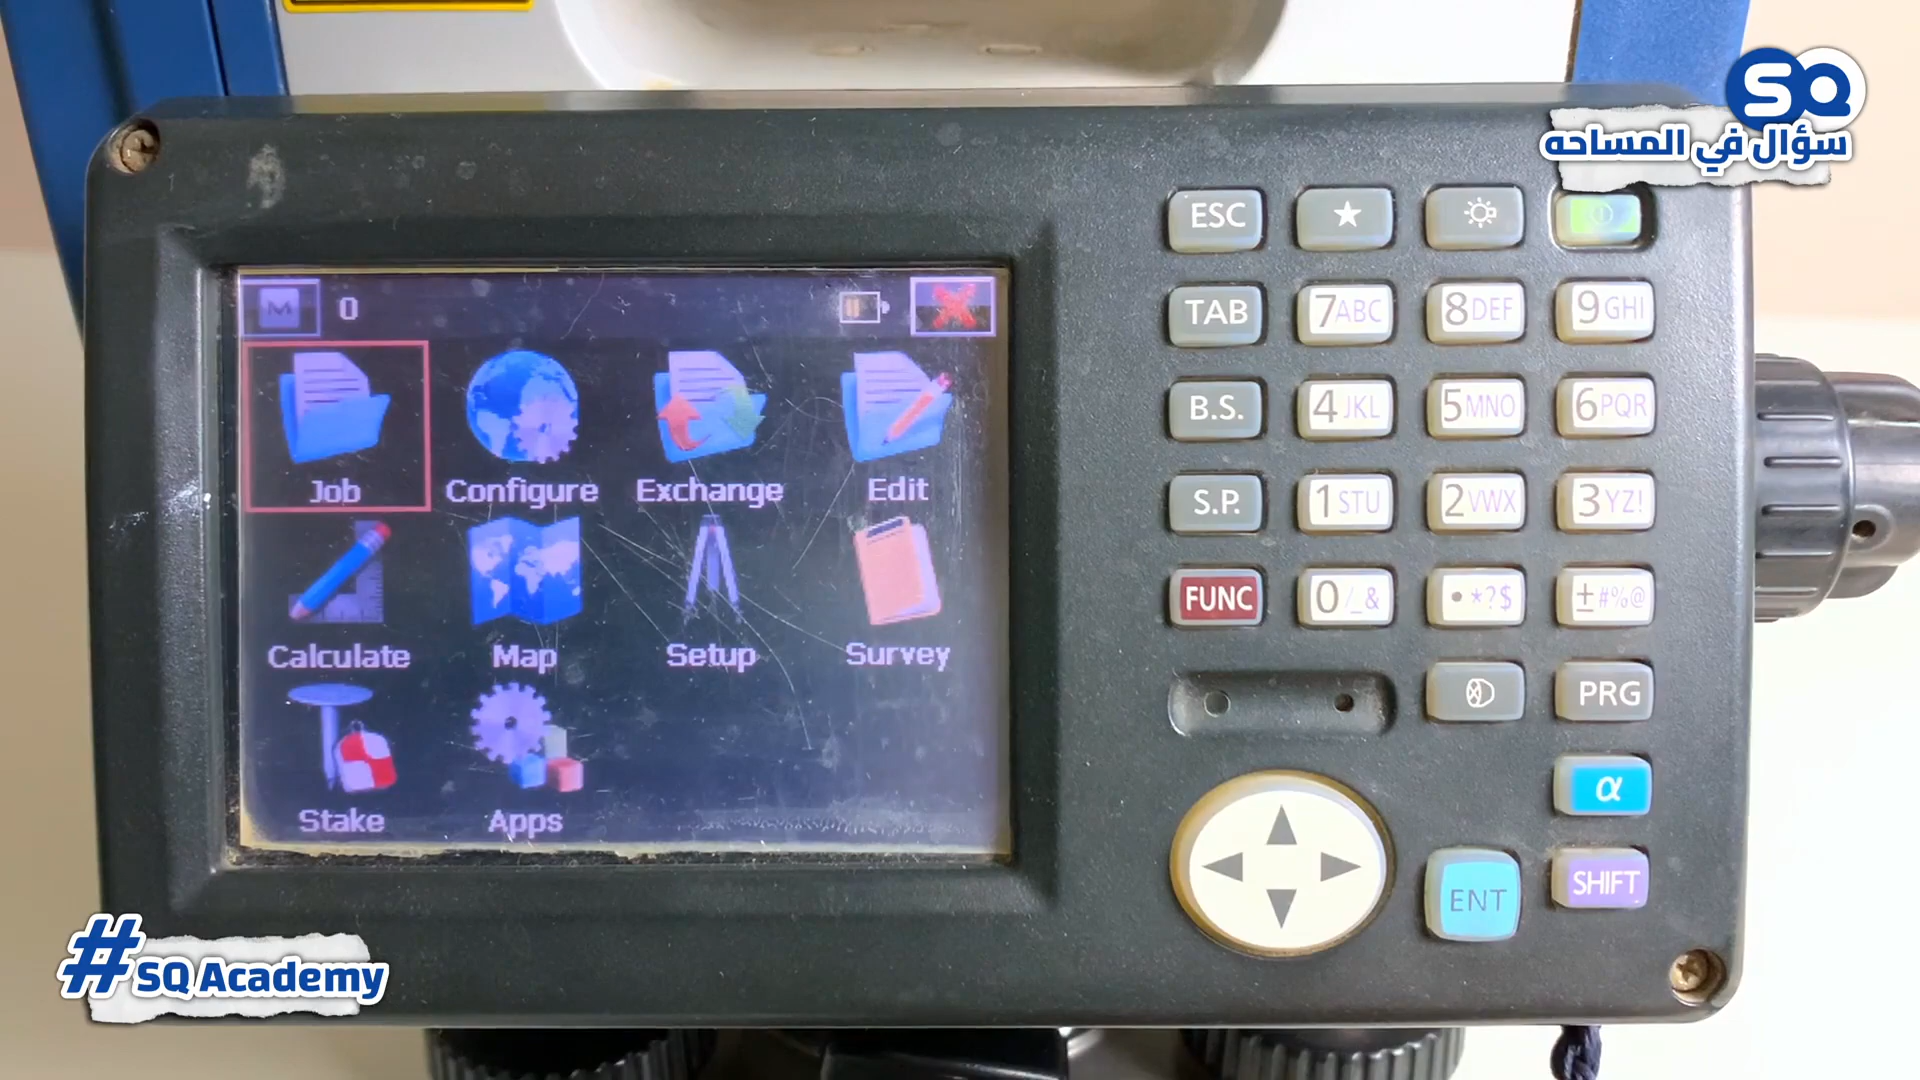 SQ
سؤال في المساحه
M 0
Job Configure Exchange Edit
Calculate Map Setup Survey
Stake Apps
ESC ★
TAB 7ABC 8DEF 9GHI
B.S. 4JKL 5MNO 6PQR
S.P. 1STU 2VWX 3YZ!
FUNC 0/_& •*?$ ±#%@
PRG
α
ENT SHIFT
#SQ Academy